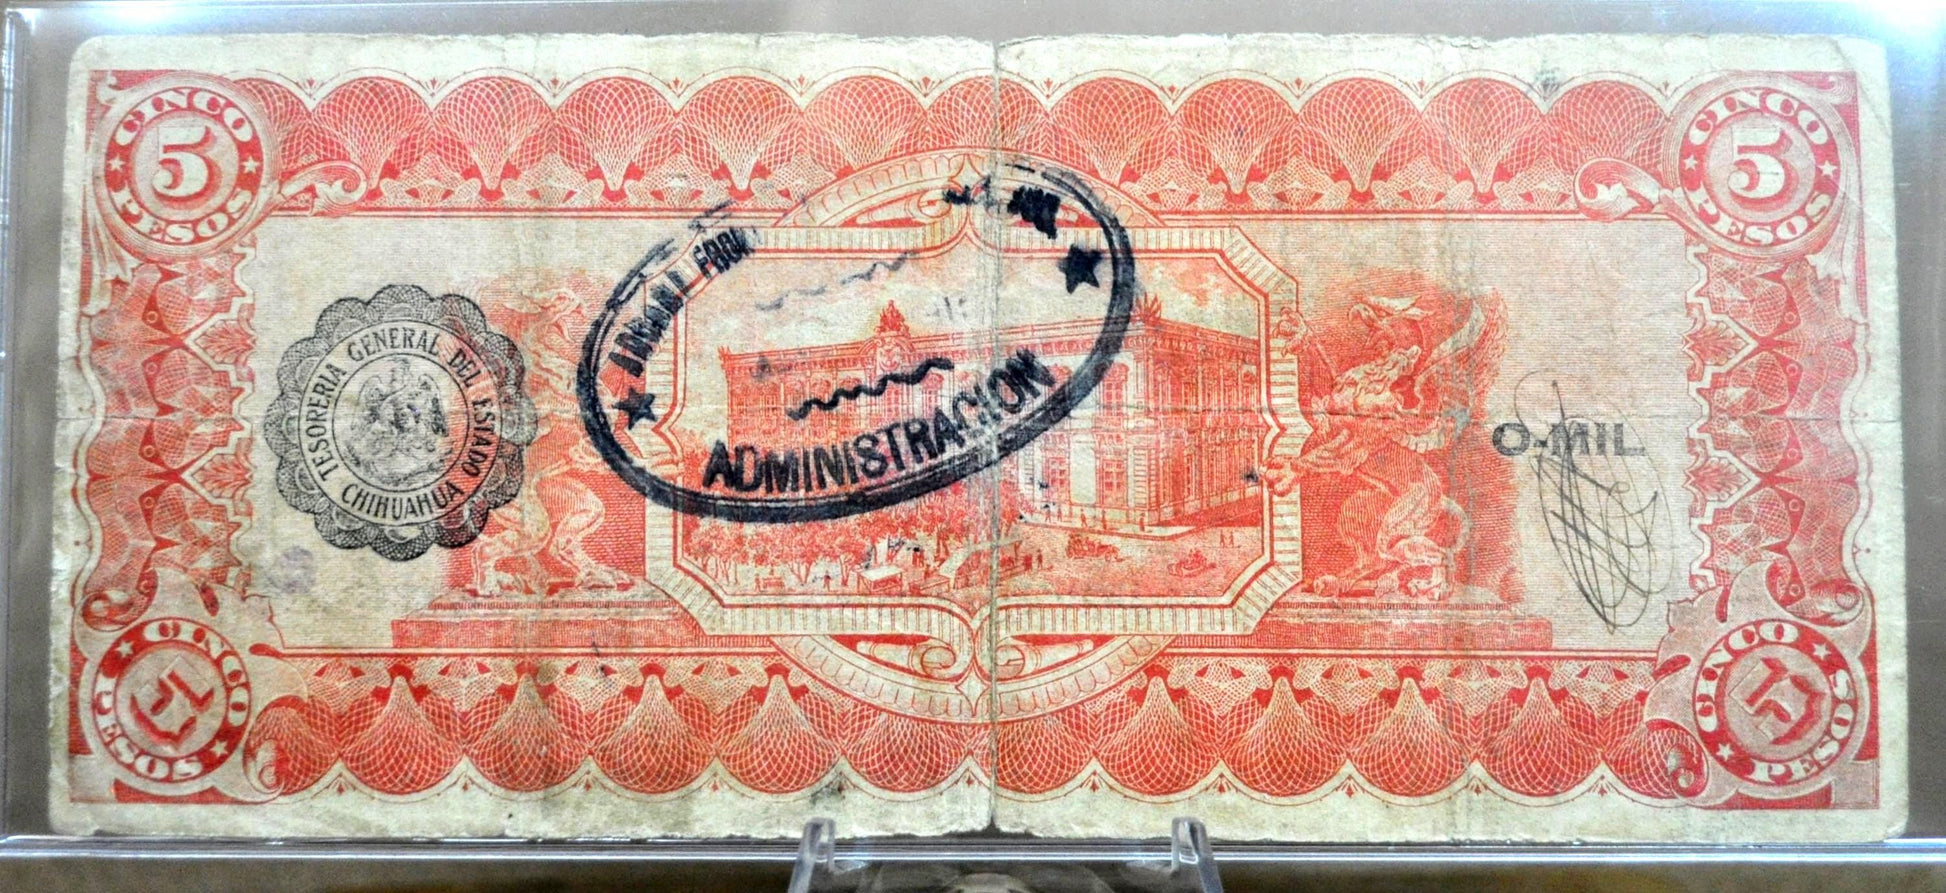 CINCO
5
PESOS
CINCO
5
PESOS
TESORERIA GENERAL DEL ESTADO
CHIHUAHUA
ADMINISTRACION
O-MIL
CINCO
5
PESOS
CINCO
5
PESOS